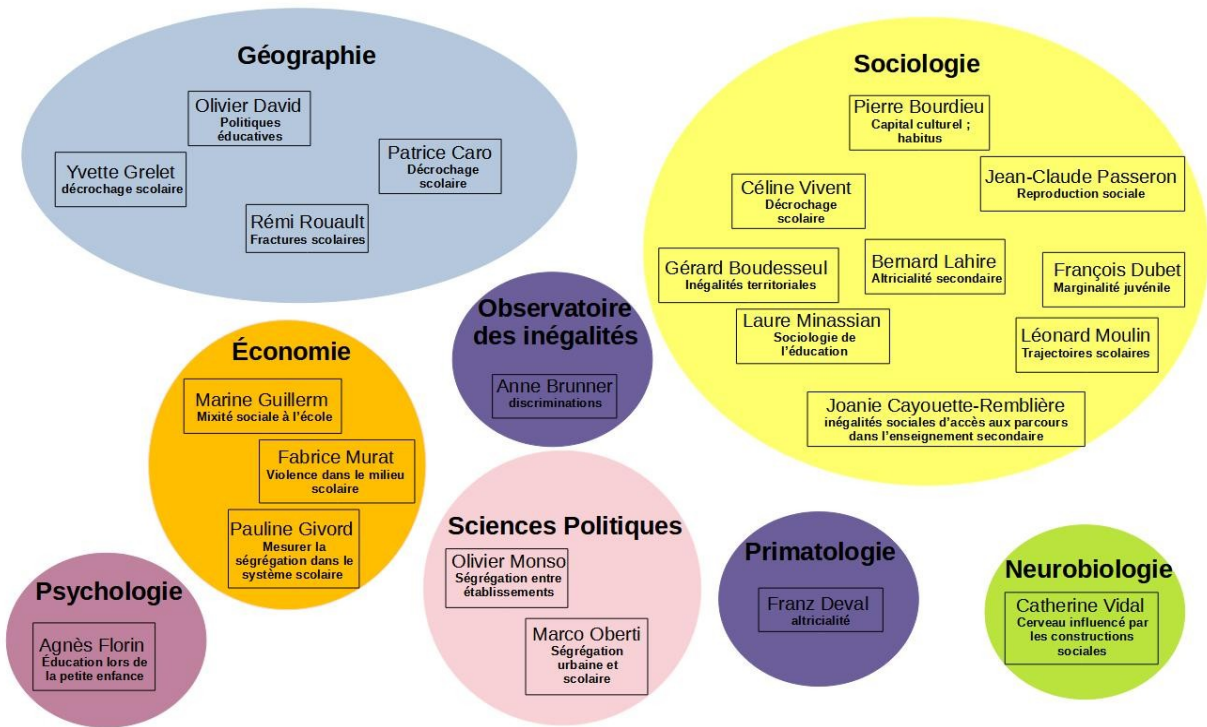 Géographie
Olivier David
Politiques
éducatives
Yvette Grelet
décrochage scolaire
Patrice Caro
Décrochage
scolaire
Rémi Rouault
Fractures scolaires
Sociologie
Pierre Bourdieu
Capital culturel ;
habitus
Jean-Claude Passeron
Reproduction sociale
Céline Vivent
Décrochage
scolaire
Gérard Boudesseul
Inégalités territoriales
Bernard Lahire
Altricialité secondaire
François Dubet
Marginalité juvénile
Laure Minassian
Sociologie de
l'éducation
Léonard Moulin
Trajectoires scolaires
Joanie Cayouette-Remblière
inégalités sociales d'accès aux parcours
dans l'enseignement secondaire
Observatoire
des inégalités
Anne Brunner
discriminations
Économie
Marine Guillerm
Mixité sociale à l'école
Fabrice Murat
Violence dans le milieu
scolaire
Pauline Givord
Mesurer la
ségrégation dans le
système scolaire
Sciences Politiques
Olivier Monso
Ségrégation entre
établissements
Marco Oberti
Ségrégation
urbaine et
scolaire
Primatologie
Franz Deval
altricialité
Neurobiologie
Catherine Vidal
Cerveau influencé par
les constructions
sociales
Psychologie
Agnès Florin
Éducation lors de
la petite enfance